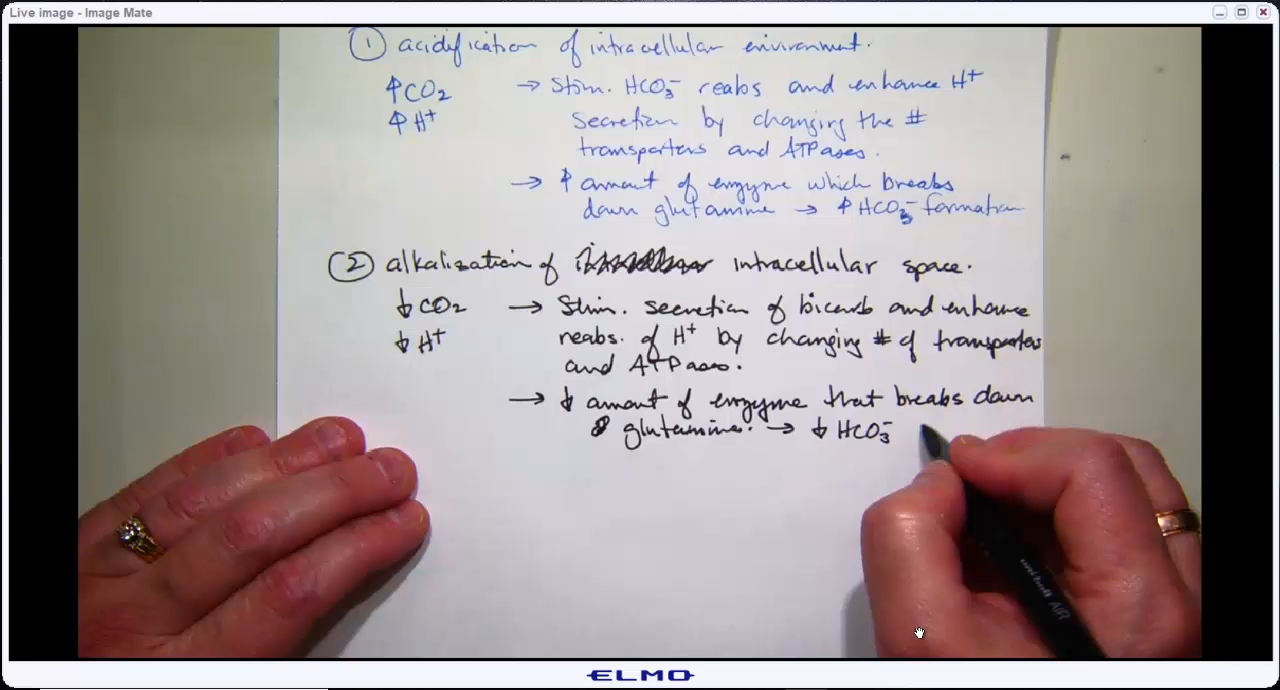 Live image - Image Mate
① acidification of intracellular environment.
↑CO2 → Stim. HCO3⁻ reabs and enhance H⁺
↑H⁺ secretion by changing the #
transporters and ATPases.
→ ↑ amount of enzyme which breaks
down glutamine → ↑HCO3⁻ formation
② alkalization of intracellular space.
↓CO2 → Stim. secretion of bicarb and enhance
↓H⁺ reabs. of H⁺ by changing # of transporters
and ATPases.
→ ↓ amount of enzyme that breaks down
glutamine. → ↓ HCO3⁻
uni-ball AIR
ELMO